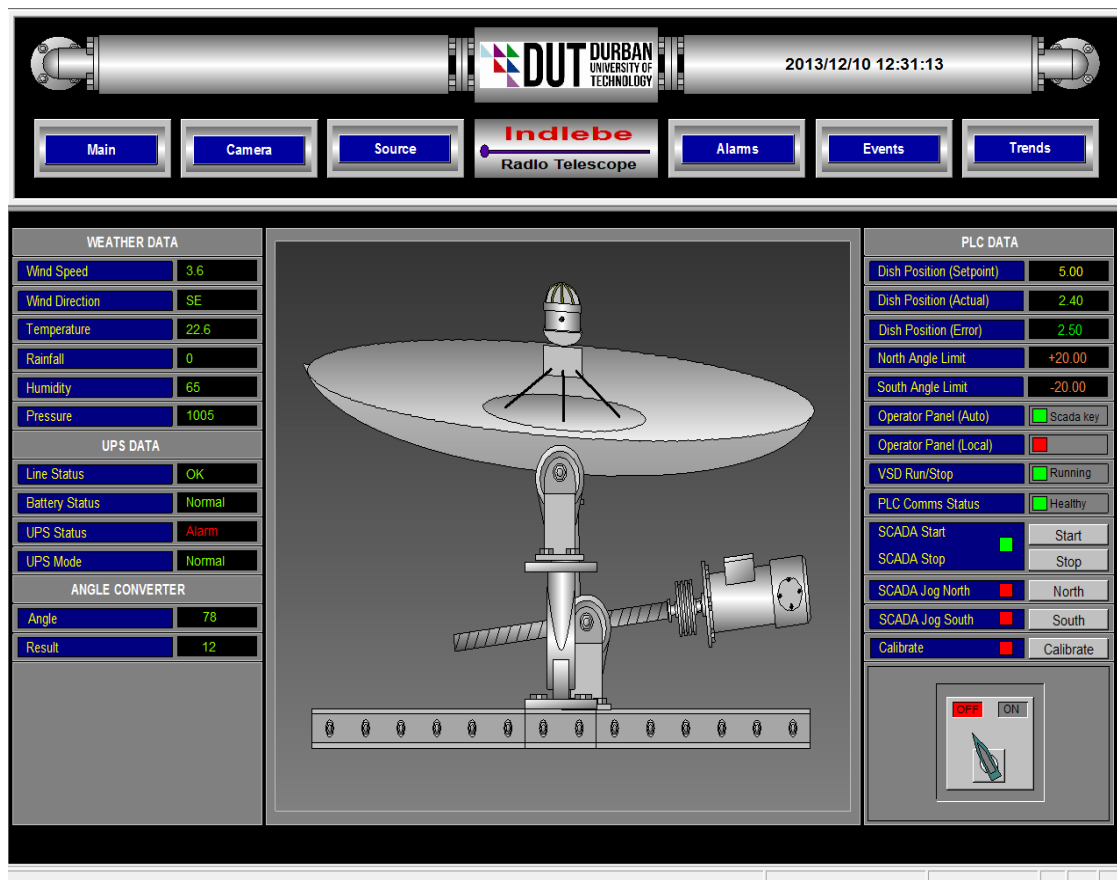 DUT DURBAN
UNIVERSITY OF
TECHNOLOGY
2013/12/10 12:31:13
Main
Camera
Source
Indlebe
Radio Telescope
Alarms
Events
Trends
WEATHER DATA
Wind Speed 3.6
Wind Direction SE
Temperature 22.6
Rainfall 0
Humidity 65
Pressure 1005
UPS DATA
Line Status OK
Battery Status Normal
UPS Status Alarm
UPS Mode Normal
ANGLE CONVERTER
Angle 78
Result 12
PLC DATA
Dish Position (Setpoint) 5.00
Dish Position (Actual) 2.40
Dish Position (Error) 2.50
North Angle Limit +20.00
South Angle Limit -20.00
Operator Panel (Auto) Scada key
Operator Panel (Local)
VSD Run/Stop Running
PLC Comms Status Healthy
SCADA Start Start
SCADA Stop Stop
SCADA Jog North North
SCADA Jog South South
Calibrate Calibrate
OFF ON